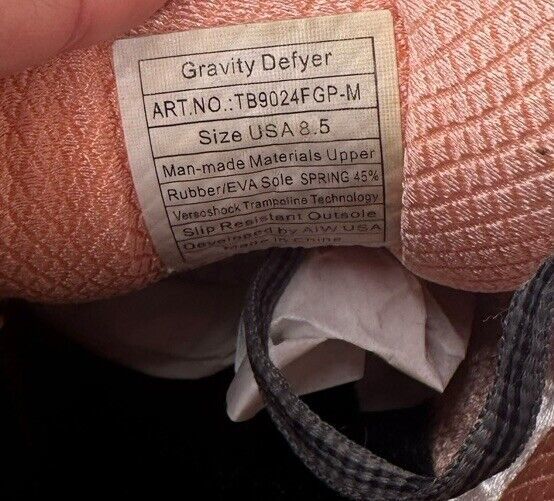 Gravity Defyer
ART.NO.:TB9024FGP-M
Size USA 8.5
Man-made Materials Upper
Rubber/EVA Sole SPRING 45%
Versoshock Trampoline Technology
Slip Resistant Outsole
Developed by AIW USA
Made in China